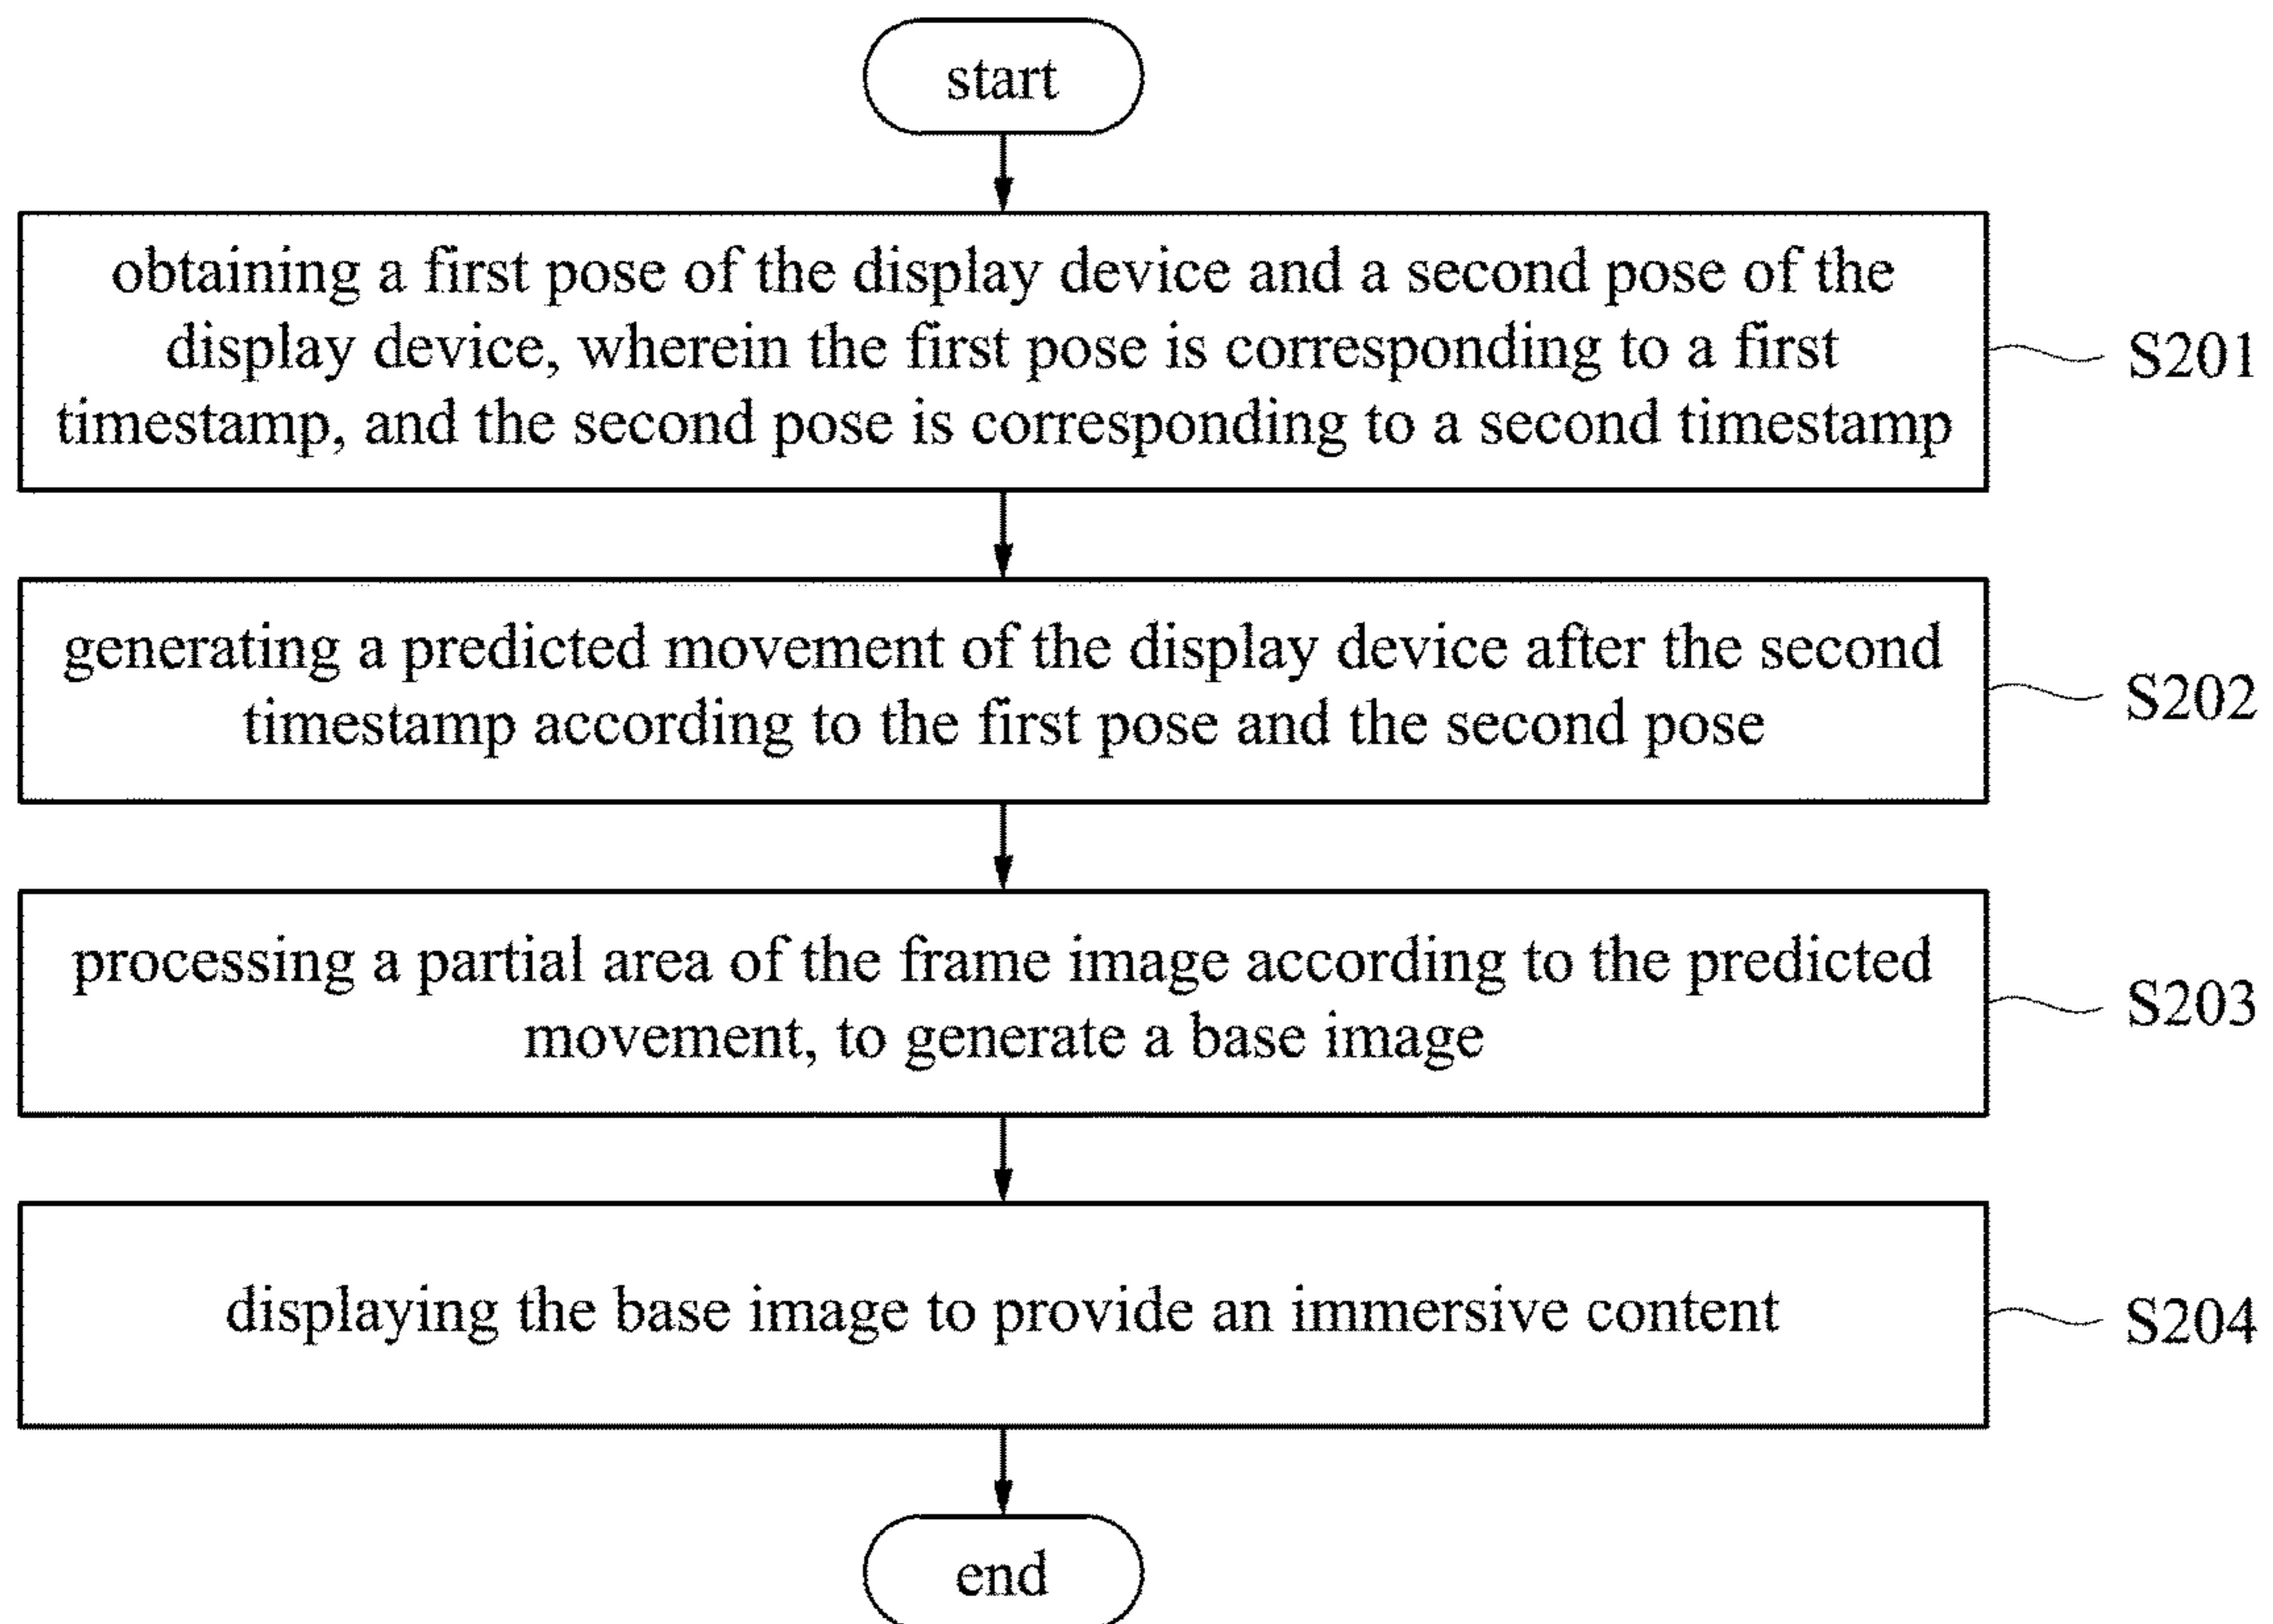 start
obtaining a first pose of the display device and a second pose of the
display device, wherein the first pose is corresponding to a first
timestamp, and the second pose is corresponding to a second timestamp
S201
generating a predicted movement of the display device after the second
timestamp according to the first pose and the second pose
S202
processing a partial area of the frame image according to the predicted
movement, to generate a base image
S203
displaying the base image to provide an immersive content
S204
end